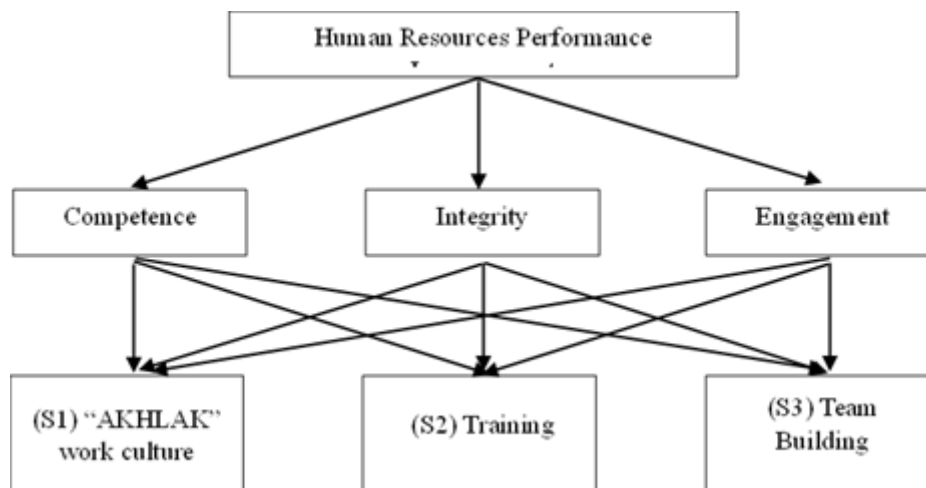 Human Resources Performance
Competence
Integrity
Engagement
(S1) “AKHLAK”
work culture
(S2) Training
(S3) Team
Building